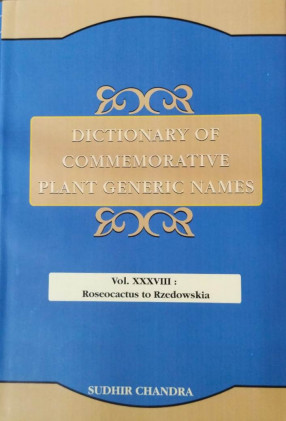 DICTIONARY OF
COMMEMORATIVE
PLANT GENERIC NAMES
Vol. XXXVIII :
Roseocactus to Rzedowskia
SUDHIR CHANDRA